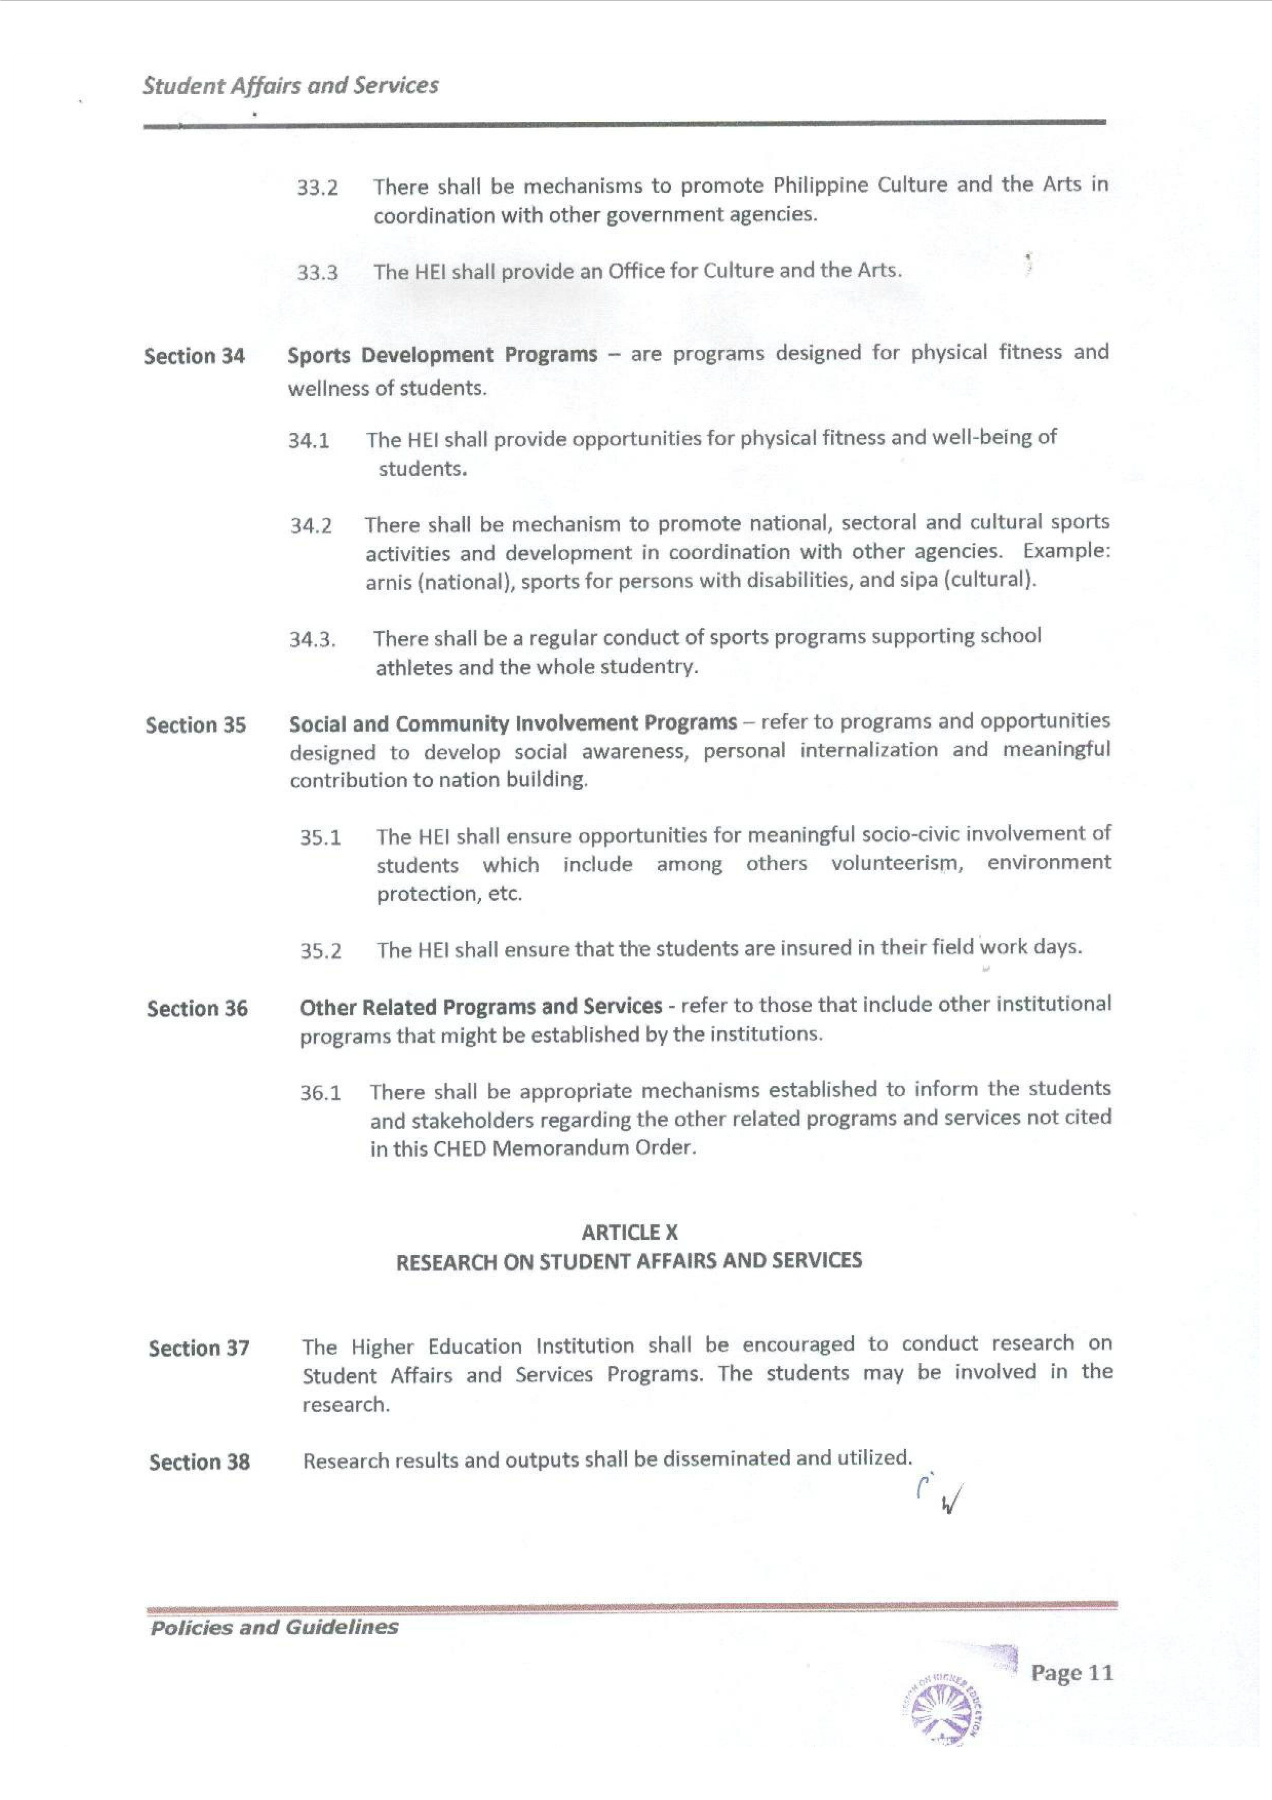 Student Affairs and Services
33.2 There shall be mechanisms to promote Philippine Culture and the Arts in
coordination with other government agencies.
33.3 The HEI shall provide an Office for Culture and the Arts.
Section 34 Sports Development Programs – are programs designed for physical fitness and
wellness of students.
34.1 The HEI shall provide opportunities for physical fitness and well-being of
students.
34.2 There shall be mechanism to promote national, sectoral and cultural sports
activities and development in coordination with other agencies. Example:
arnis (national), sports for persons with disabilities, and sipa (cultural).
34.3. There shall be a regular conduct of sports programs supporting school
athletes and the whole studentry.
Section 35 Social and Community Involvement Programs – refer to programs and opportunities
designed to develop social awareness, personal internalization and meaningful
contribution to nation building.
35.1 The HEI shall ensure opportunities for meaningful socio-civic involvement of
students which include among others volunteerism, environment
protection, etc.
35.2 The HEI shall ensure that the students are insured in their field work days.
Section 36 Other Related Programs and Services - refer to those that include other institutional
programs that might be established by the institutions.
36.1 There shall be appropriate mechanisms established to inform the students
and stakeholders regarding the other related programs and services not cited
in this CHED Memorandum Order.
ARTICLE X
RESEARCH ON STUDENT AFFAIRS AND SERVICES
Section 37 The Higher Education Institution shall be encouraged to conduct research on
Student Affairs and Services Programs. The students may be involved in the
research.
Section 38 Research results and outputs shall be disseminated and utilized.
Policies and Guidelines
Page 11
ON HIGHER EDUCATION